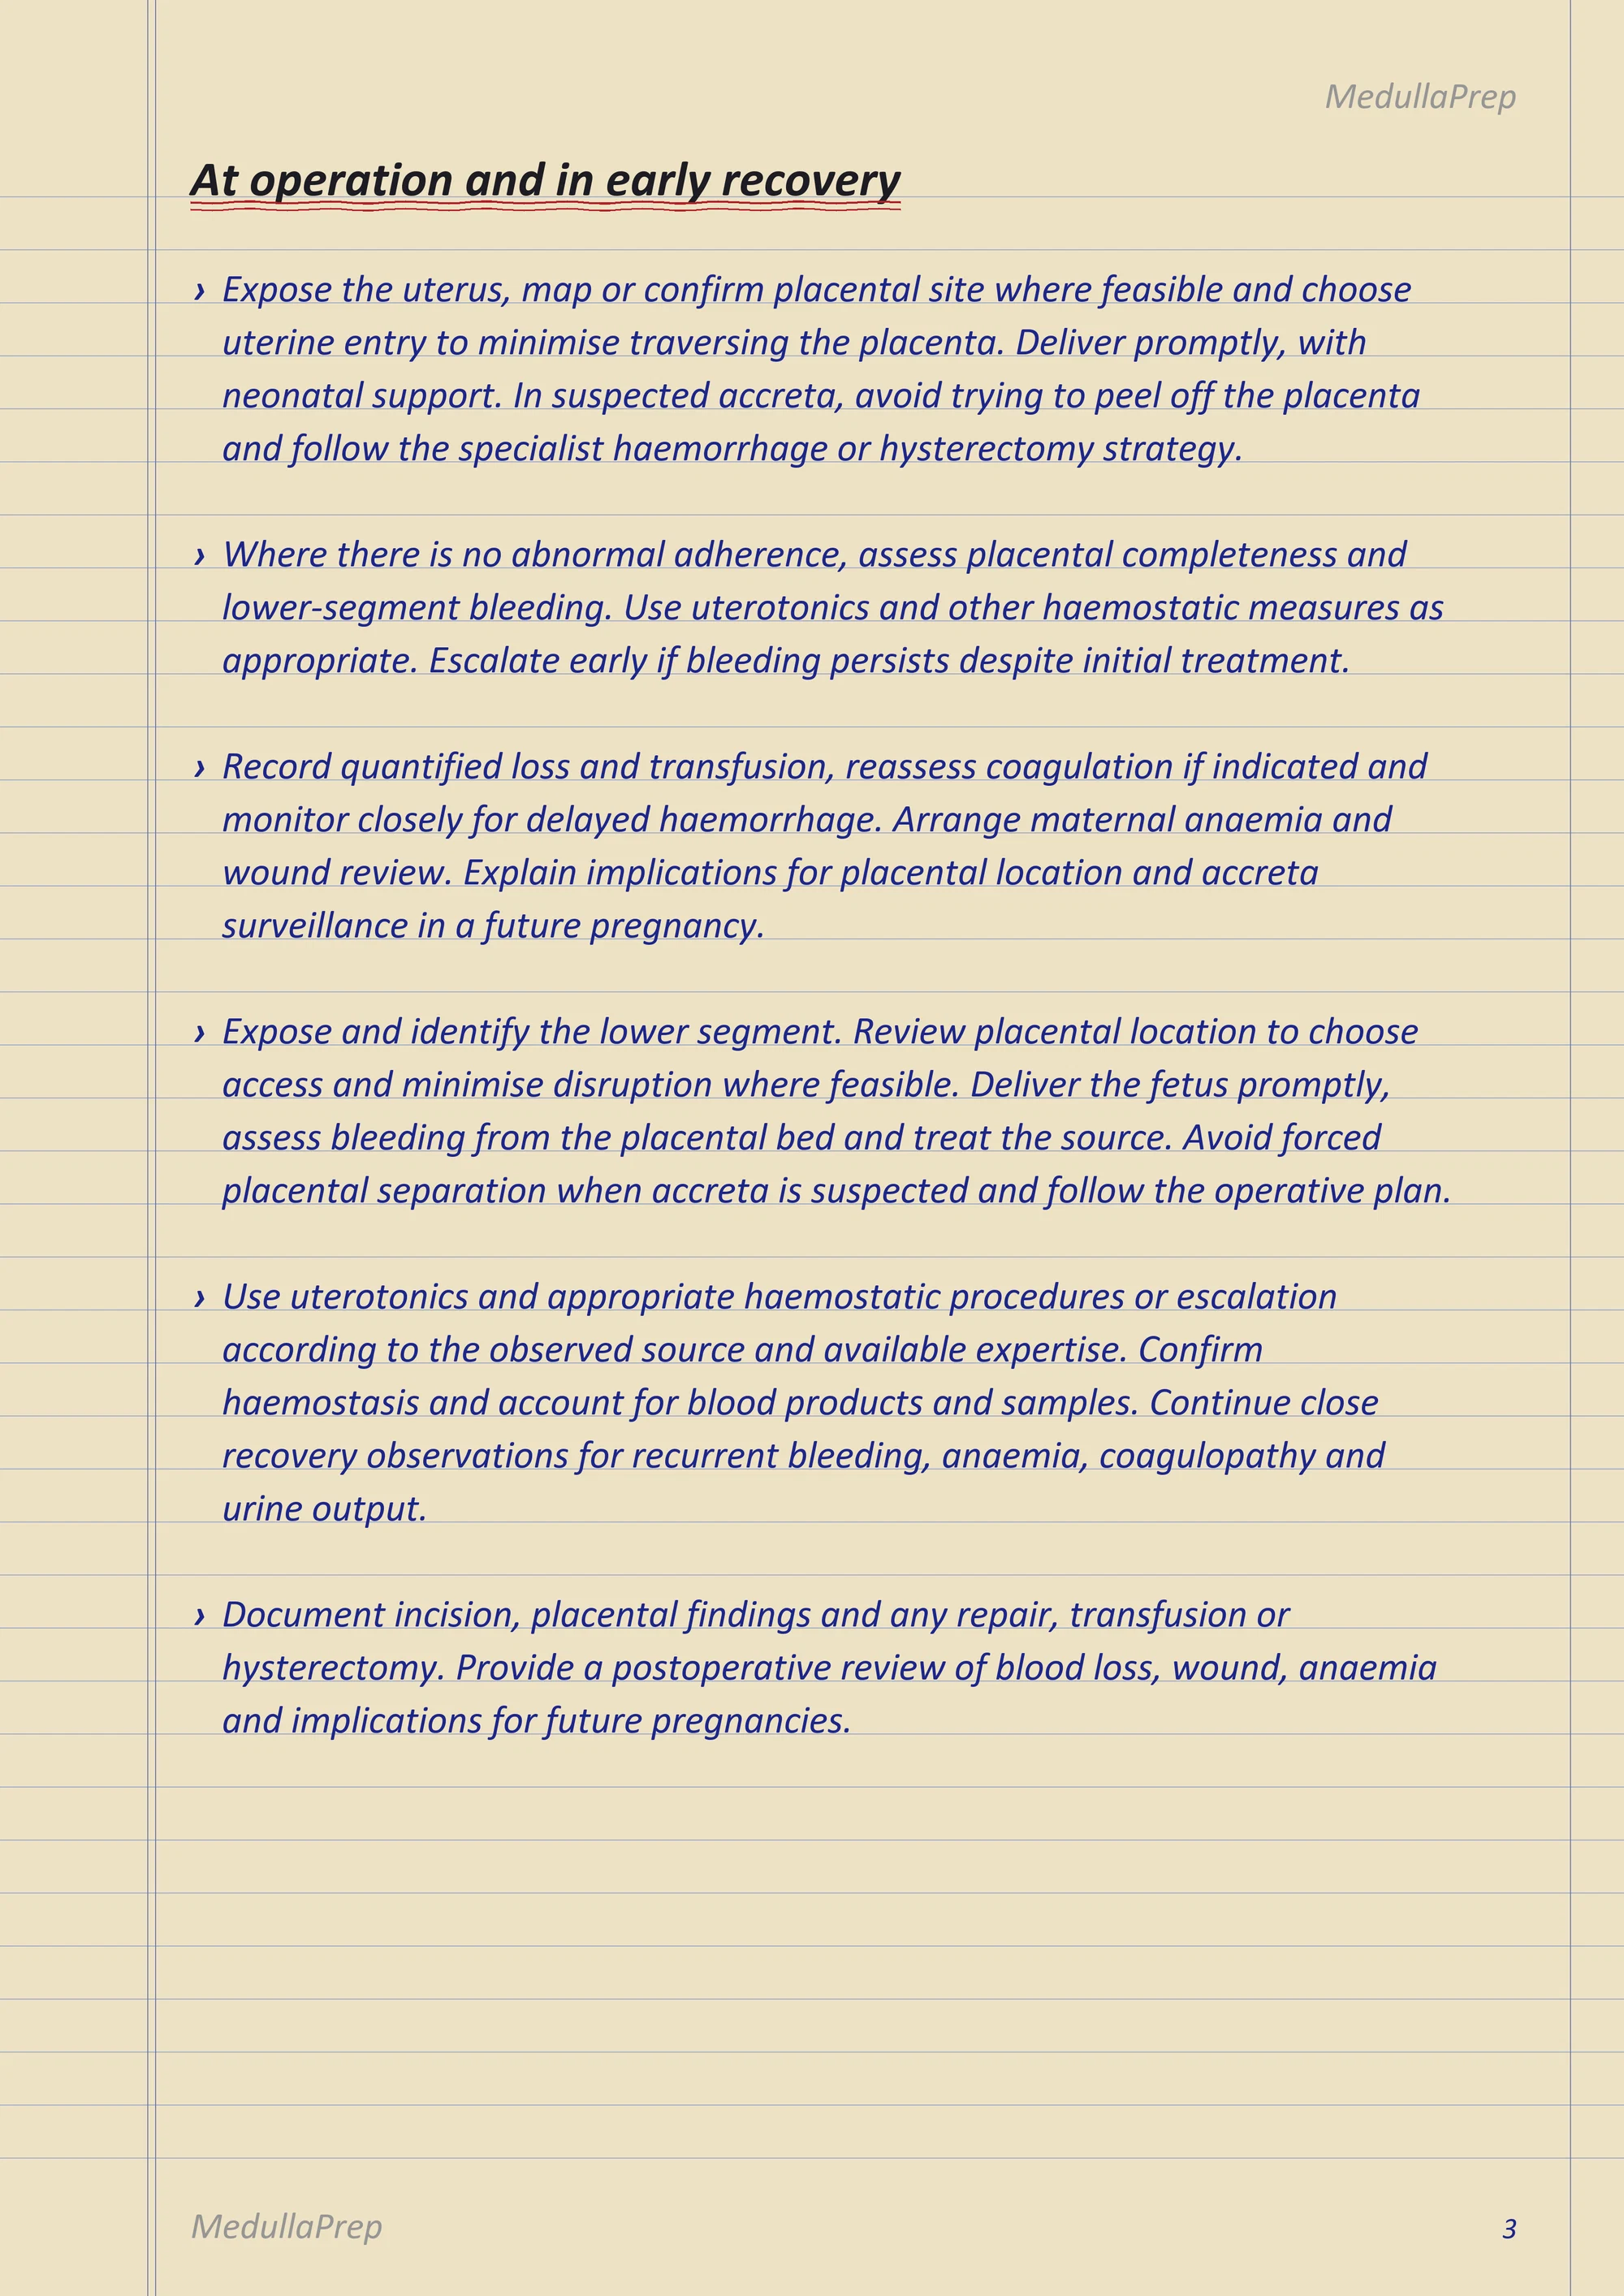 MedullaPrep
At operation and in early recovery
› Expose the uterus, map or confirm placental site where feasible and choose
uterine entry to minimise traversing the placenta. Deliver promptly, with
neonatal support. In suspected accreta, avoid trying to peel off the placenta
and follow the specialist haemorrhage or hysterectomy strategy.
› Where there is no abnormal adherence, assess placental completeness and
lower-segment bleeding. Use uterotonics and other haemostatic measures as
appropriate. Escalate early if bleeding persists despite initial treatment.
› Record quantified loss and transfusion, reassess coagulation if indicated and
monitor closely for delayed haemorrhage. Arrange maternal anaemia and
wound review. Explain implications for placental location and accreta
surveillance in a future pregnancy.
› Expose and identify the lower segment. Review placental location to choose
access and minimise disruption where feasible. Deliver the fetus promptly,
assess bleeding from the placental bed and treat the source. Avoid forced
placental separation when accreta is suspected and follow the operative plan.
› Use uterotonics and appropriate haemostatic procedures or escalation
according to the observed source and available expertise. Confirm
haemostasis and account for blood products and samples. Continue close
recovery observations for recurrent bleeding, anaemia, coagulopathy and
urine output.
› Document incision, placental findings and any repair, transfusion or
hysterectomy. Provide a postoperative review of blood loss, wound, anaemia
and implications for future pregnancies.
MedullaPrep
3